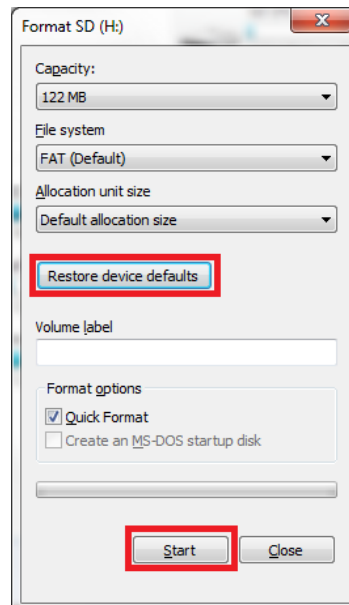 Format SD (H:)
Capacity:
122 MB
File system
FAT (Default)
Allocation unit size
Default allocation size
Restore device defaults
Volume label
Format options
Quick Format
Create an MS-DOS startup disk
Start Close